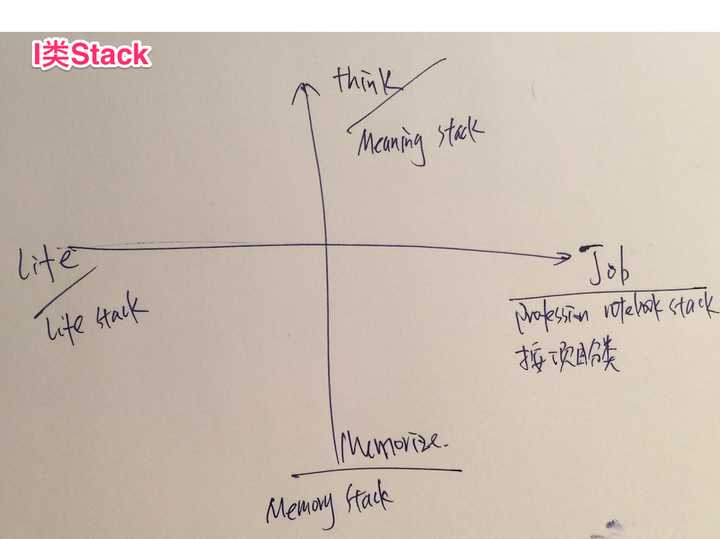 I类Stack
think
Meaning stack
Life
Life stack
Job
profession notebook stack
按项目分类
Memorize.
Memory Stack